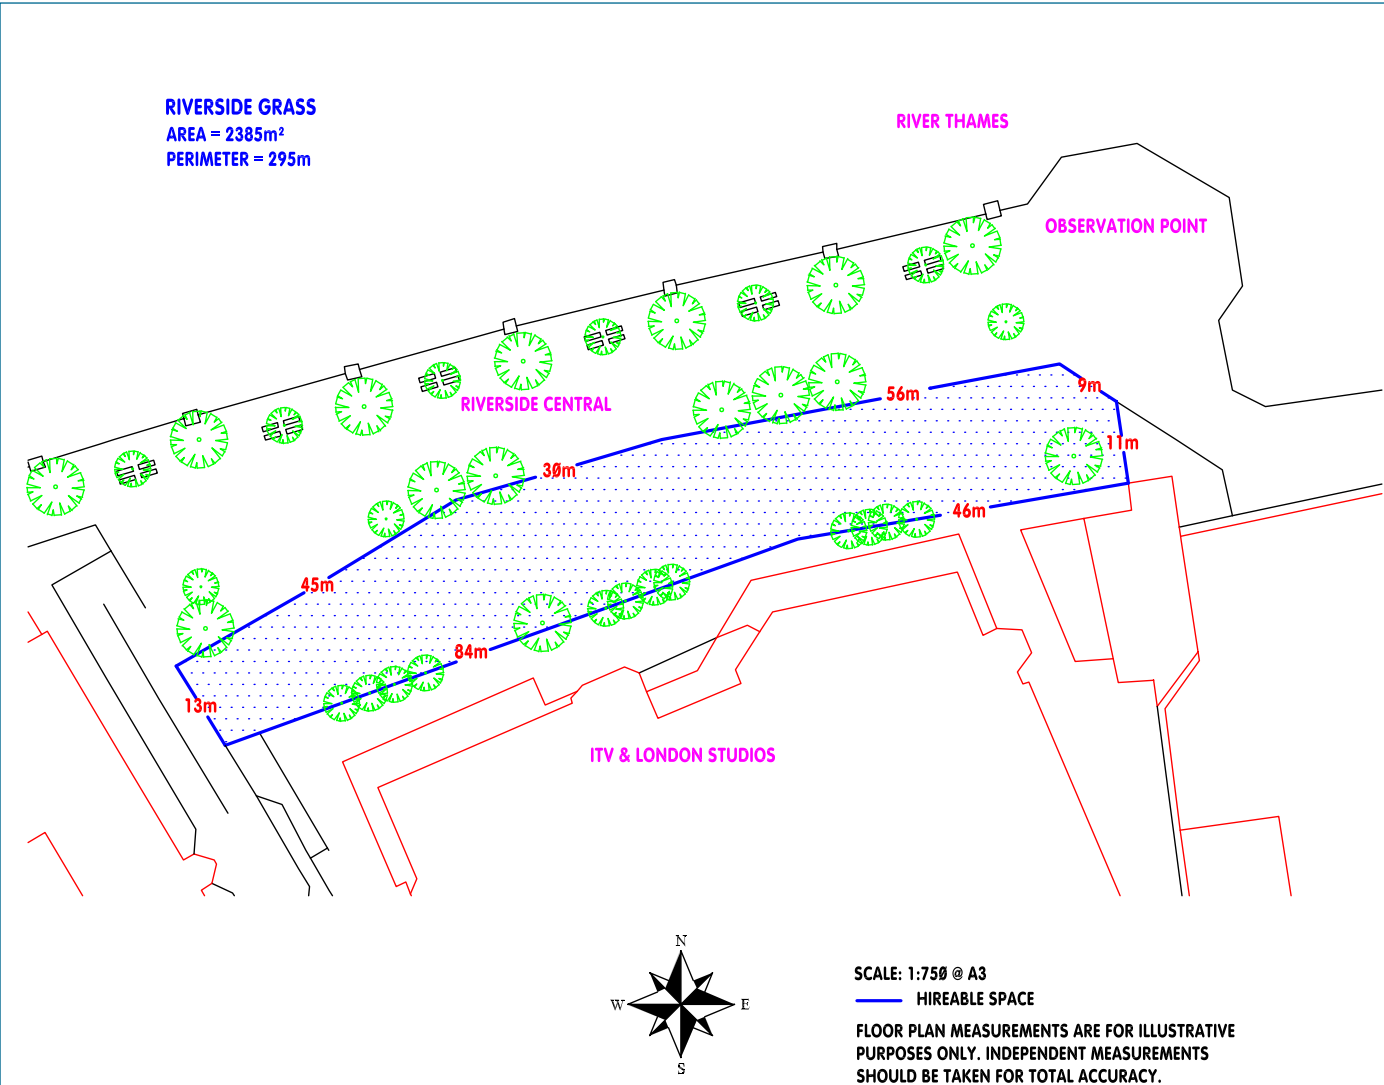 RIVERSIDE GRASS
AREA = 2385m²
PERIMETER = 295m
RIVER THAMES
OBSERVATION POINT
RIVERSIDE CENTRAL
56m
9m
11m
30m
46m
45m
84m
13m
ITV & LONDON STUDIOS
N
W
E
S
SCALE: 1:750 @ A3
HIREABLE SPACE
FLOOR PLAN MEASUREMENTS ARE FOR ILLUSTRATIVE
PURPOSES ONLY. INDEPENDENT MEASUREMENTS
SHOULD BE TAKEN FOR TOTAL ACCURACY.